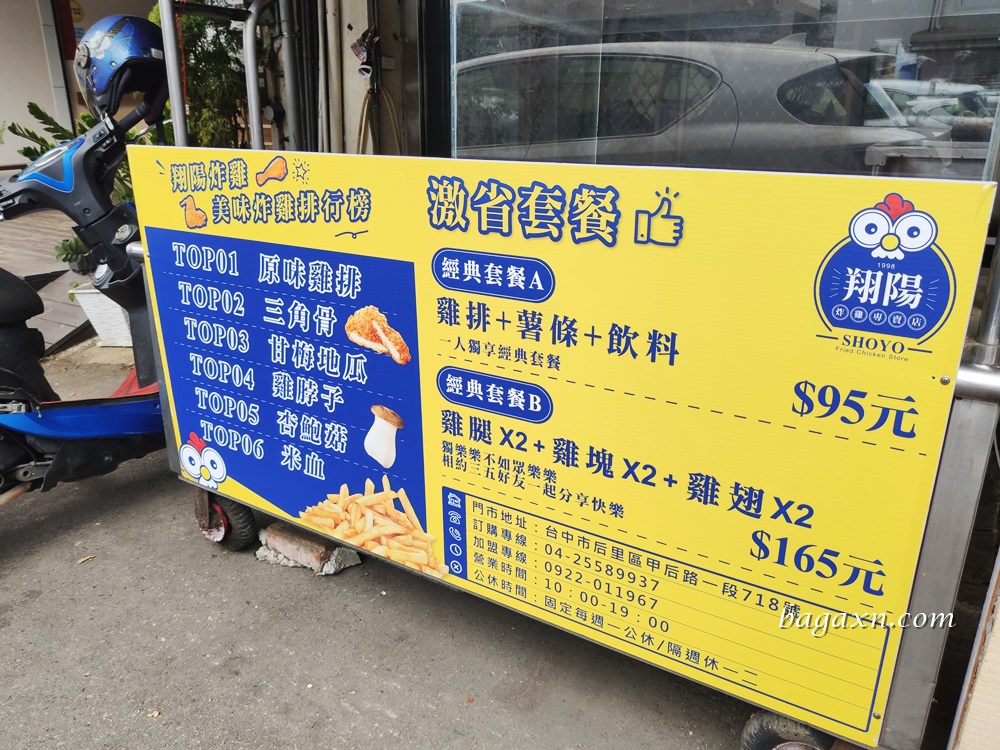 翔陽炸雞
美味炸雞排行榜
TOP01 原味雞排
TOP02 三角骨
TOP03 甘梅地瓜
TOP04 雞脖子
TOP05 杏鮑菇
TOP06 米血
激省套餐
經典套餐A
雞排+薯條+飲料
一人獨享經典套餐
$95元
經典套餐B
雞腿X2+雞塊X2+雞翅X2
獨樂樂不如眾樂樂
相約三五好友一起分享快樂
$165元
門市地址：台中市后里區甲后路一段718號
訂購專線：04-25589937
加盟專線：0922-011967
營業時間：10：00-19：00
公休時間：固定每週一公休/隔週休一二
1998
翔陽
炸雞專賣店
SHOYO
Fried Chicken Store
bagaxn.com